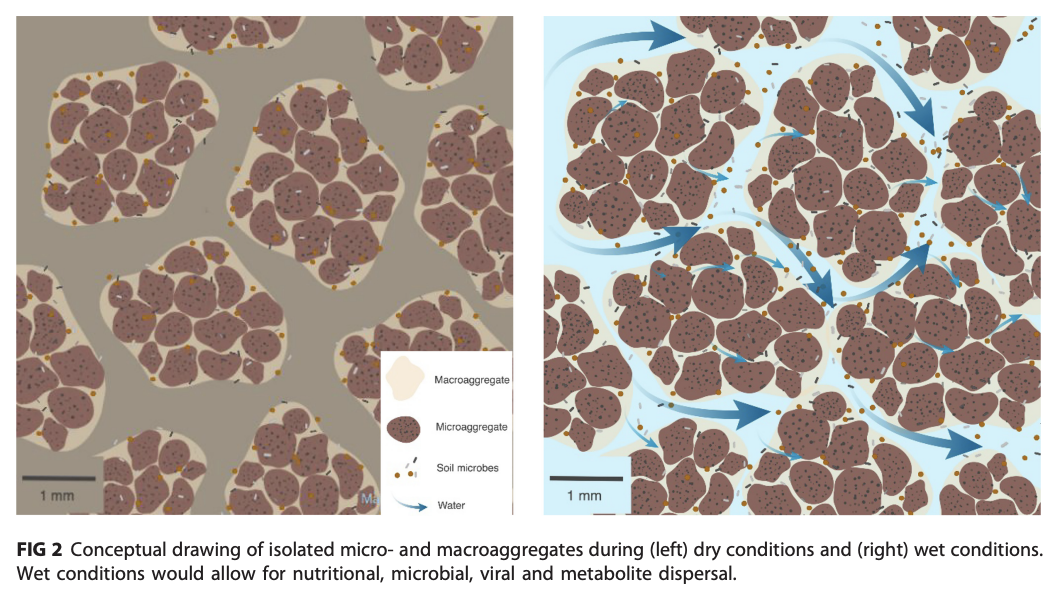 Macroaggregate
Microaggregate
Soil microbes
Water
1 mm
Ma
1 mm
FIG 2 Conceptual drawing of isolated micro- and macroaggregates during (left) dry conditions and (right) wet conditions.
Wet conditions would allow for nutritional, microbial, viral and metabolite dispersal.